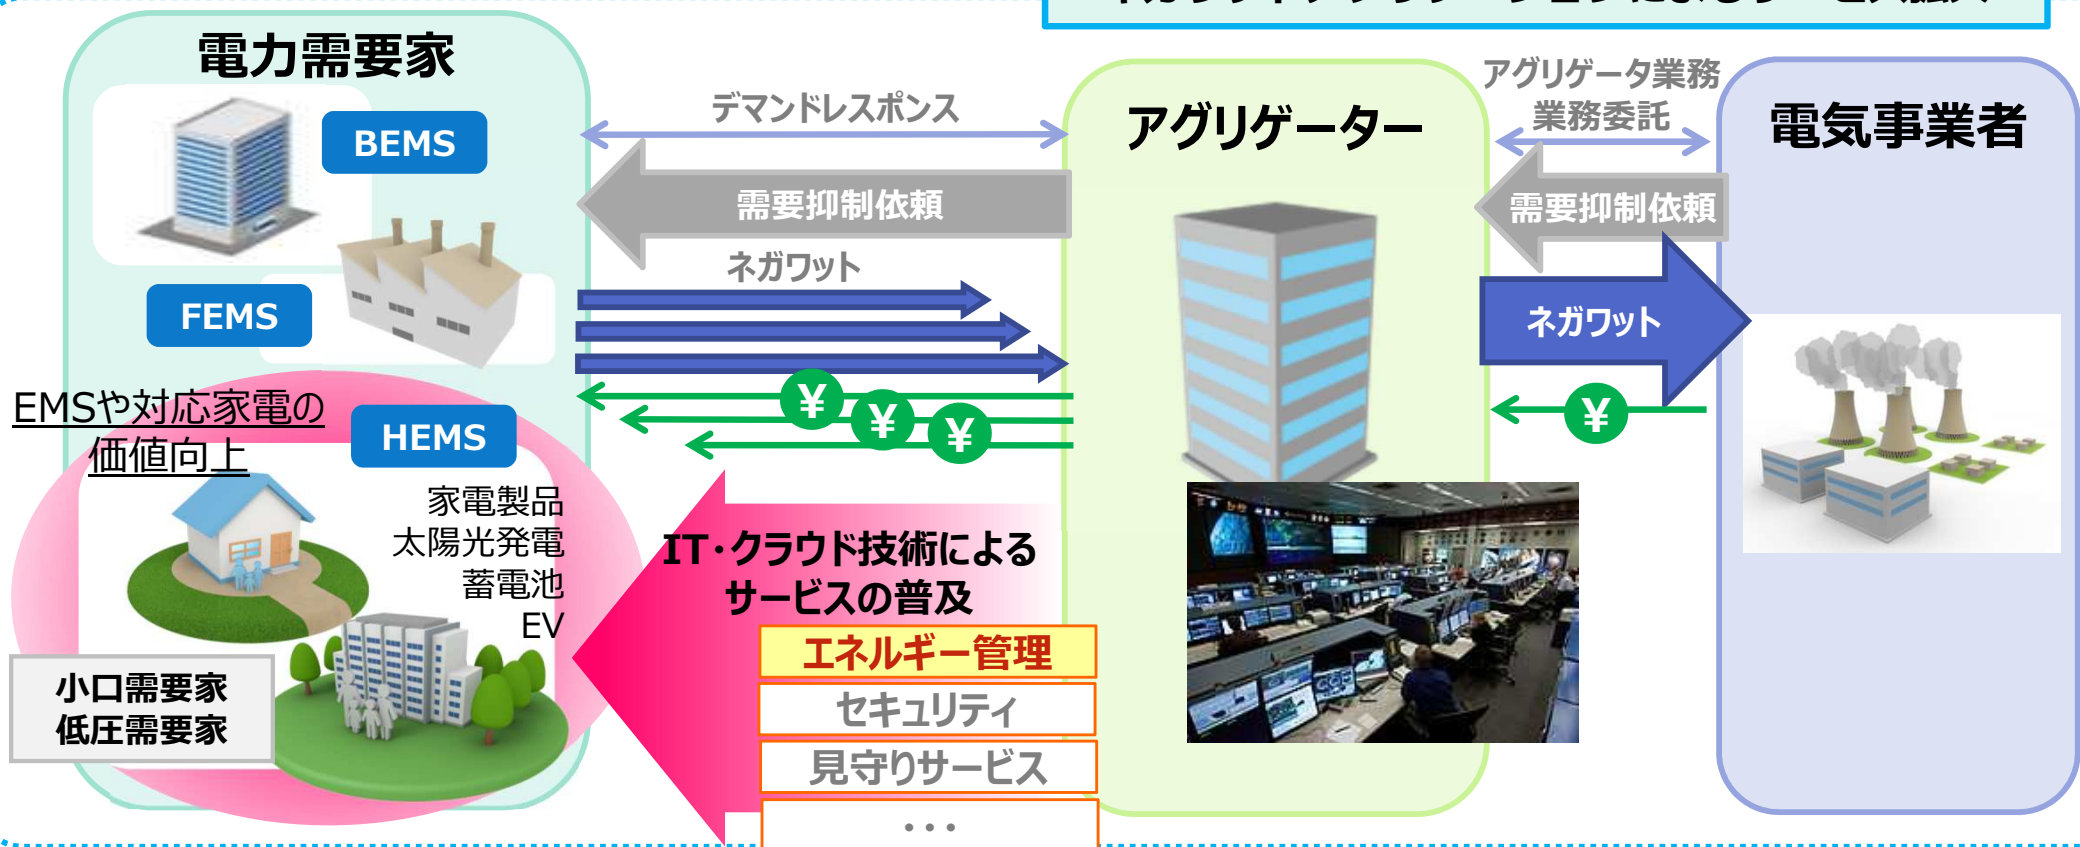 電力需要家
BEMS
FEMS
EMSや対応家電の
価値向上
HEMS
家電製品
太陽光発電
蓄電池
EV
小口需要家
低圧需要家
デマンドレスポンス
需要抑制依頼
ネガワット
¥
¥
¥
IT・クラウド技術による
サービスの普及
エネルギー管理
セキュリティ
見守りサービス
・・・
アグリゲーター
アグリゲータ業務
業務委託
需要抑制依頼
ネガワット
¥
電気事業者